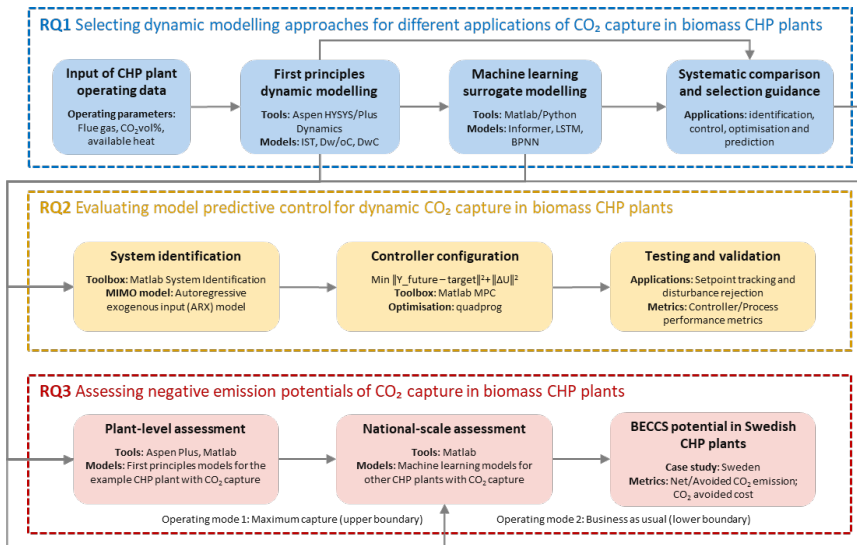 RQ1 Selecting dynamic modelling approaches for different applications of CO₂ capture in biomass CHP plants
Input of CHP plant
operating data
Operating parameters:
Flue gas, CO₂vol%,
available heat
First principles
dynamic modelling
Tools: Aspen HYSYS/Plus
Dynamics
Models: IST, Dw/oC, DwC
Machine learning
surrogate modelling
Tools: Matlab/Python
Models: Informer, LSTM,
BPNN
Systematic comparison
and selection guidance
Applications: identification,
control, optimisation and
prediction
RQ2 Evaluating model predictive control for dynamic CO₂ capture in biomass CHP plants
System identification
Toolbox: Matlab System Identification
MIMO model: Autoregressive
exogenous input (ARX) model
Controller configuration
Min ‖Y_future – target‖²+‖ΔU‖²
Toolbox: Matlab MPC
Optimisation: quadprog
Testing and validation
Applications: Setpoint tracking and
disturbance rejection
Metrics: Controller/Process
performance metrics
RQ3 Assessing negative emission potentials of CO₂ capture in biomass CHP plants
Plant-level assessment
Tools: Aspen Plus, Matlab
Models: First principles models for the
example CHP plant with CO₂ capture
National-scale assessment
Tools: Matlab
Models: Machine learning models for
other CHP plants with CO₂ capture
BECCS potential in Swedish
CHP plants
Case study: Sweden
Metrics: Net/Avoided CO₂ emission;
CO₂ avoided cost
Operating mode 1: Maximum capture (upper boundary)
Operating mode 2: Business as usual (lower boundary)